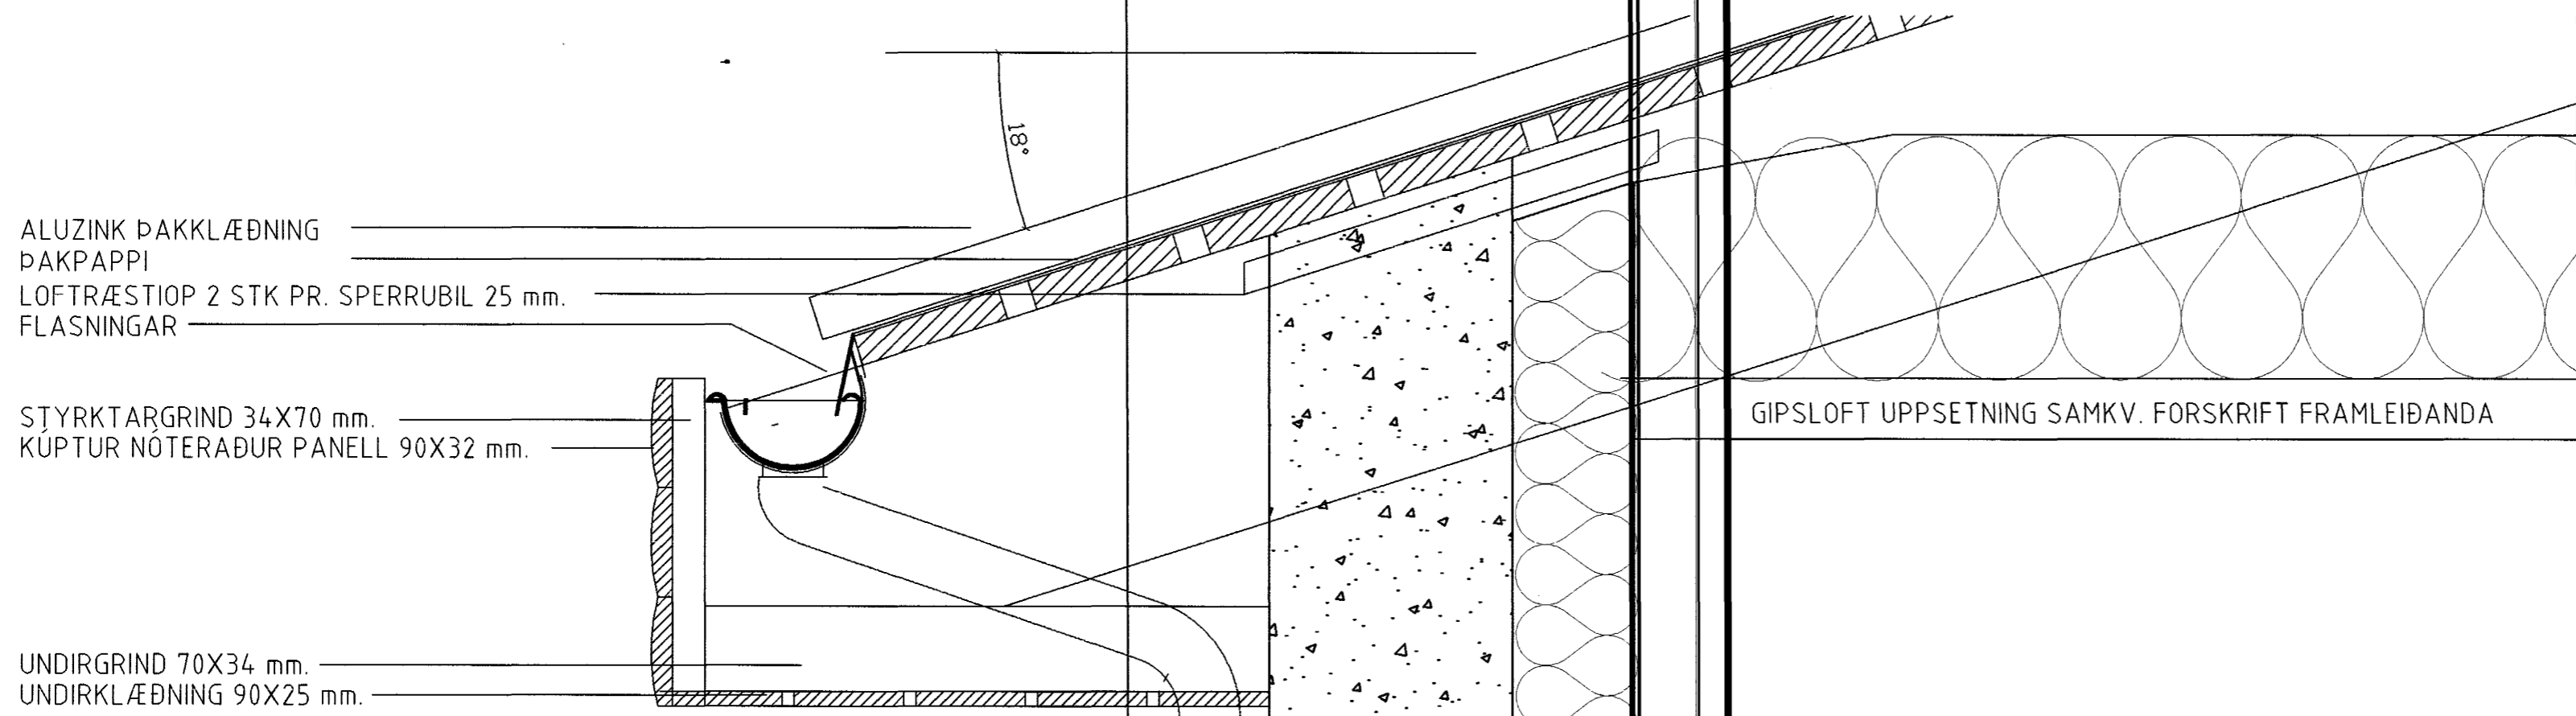 18°
ALUZINK ÞAKKLÆÐNING
ÞAKPAPPI
LOFTRÆSTIOP 2 STK PR. SPERRUBIL 25 mm.
FLASNINGAR
STYRKTARGRIND 34X70 mm.
KÚPTUR NÓTERAÐUR PANELL 90X32 mm.
GIPSLOFT UPPSETNING SAMKV. FORSKRIFT FRAMLEIÐANDA
UNDIRGRIND 70X34 mm.
UNDIRKLÆÐNING 90X25 mm.